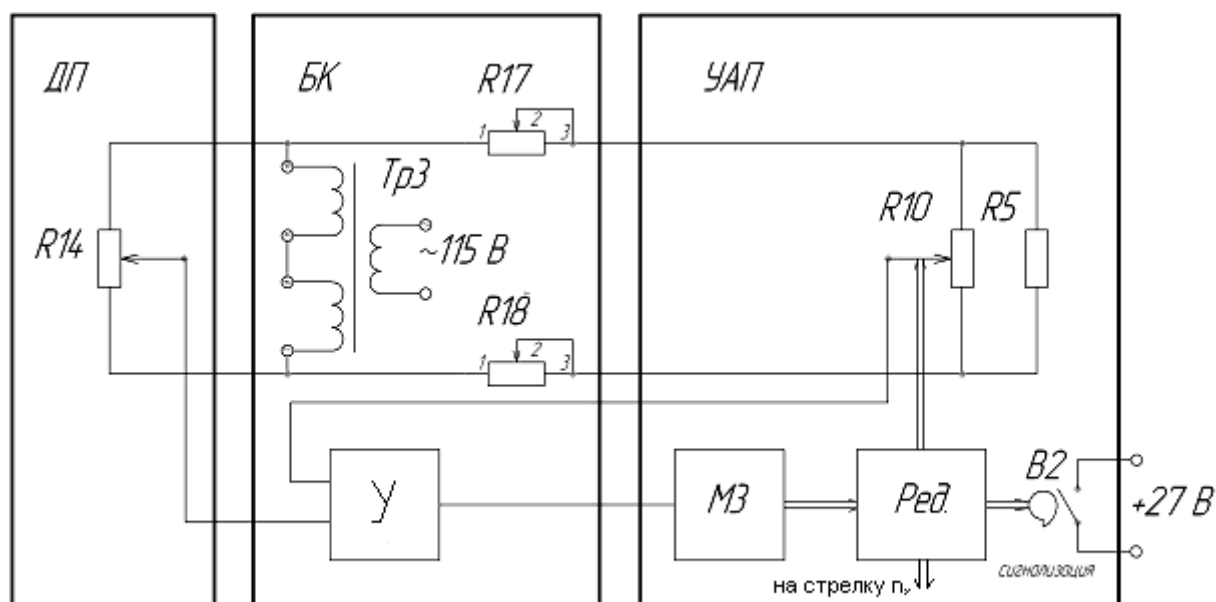 ДП
БК
УАП
R17
1 2 3
Тр3
R10
R5
R14
~115 В
R18
1 2 3
У
М3
Ред.
В2
+27 В
сигнализация
на стрелку nᵧ